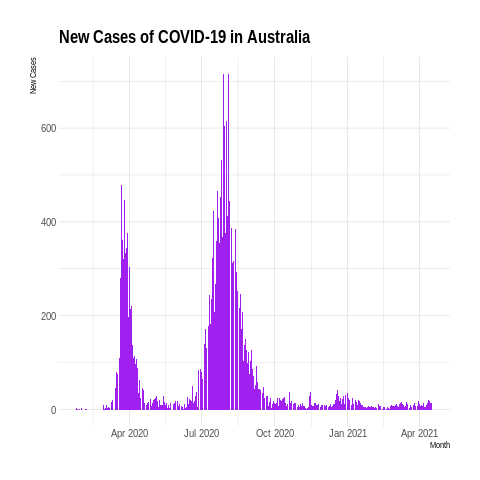 New Cases of COVID-19 in Australia
New Cases
600
400
200
0
Apr 2020
Jul 2020
Oct 2020
Jan 2021
Apr 2021
Month